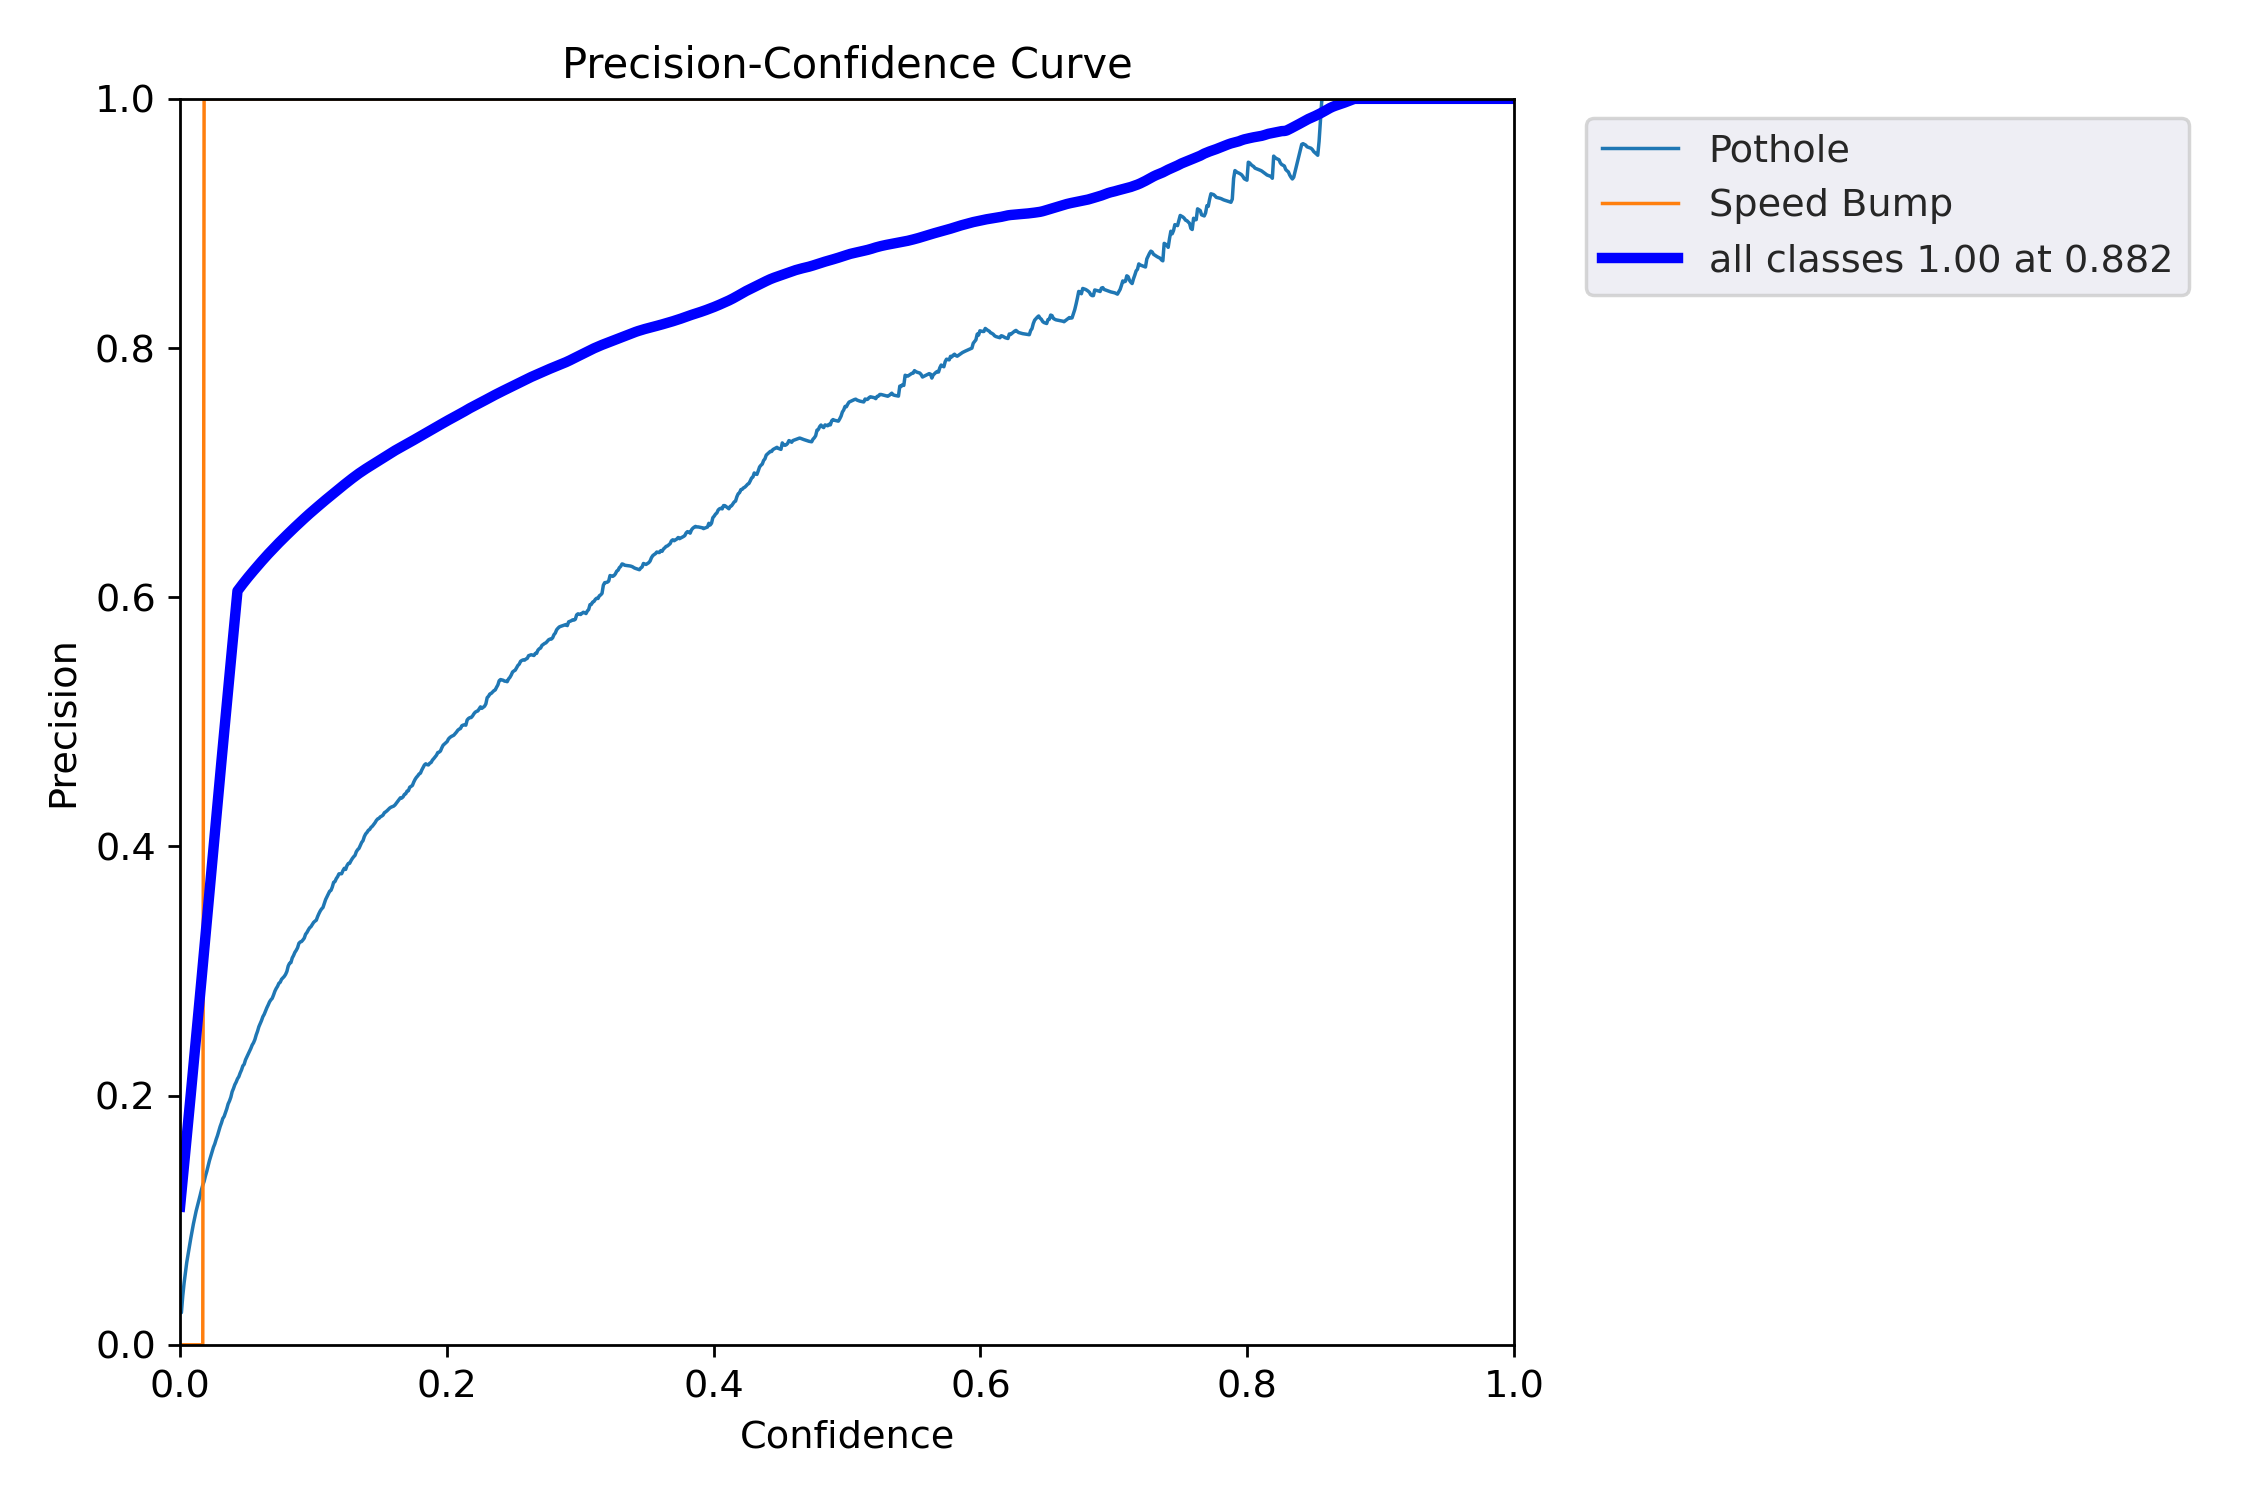 Precision-Confidence Curve
Pothole
Speed Bump
all classes 1.00 at 0.882
Precision
1.0
0.8
0.6
0.4
0.2
0.0
0.0 0.2 0.4 0.6 0.8 1.0
Confidence